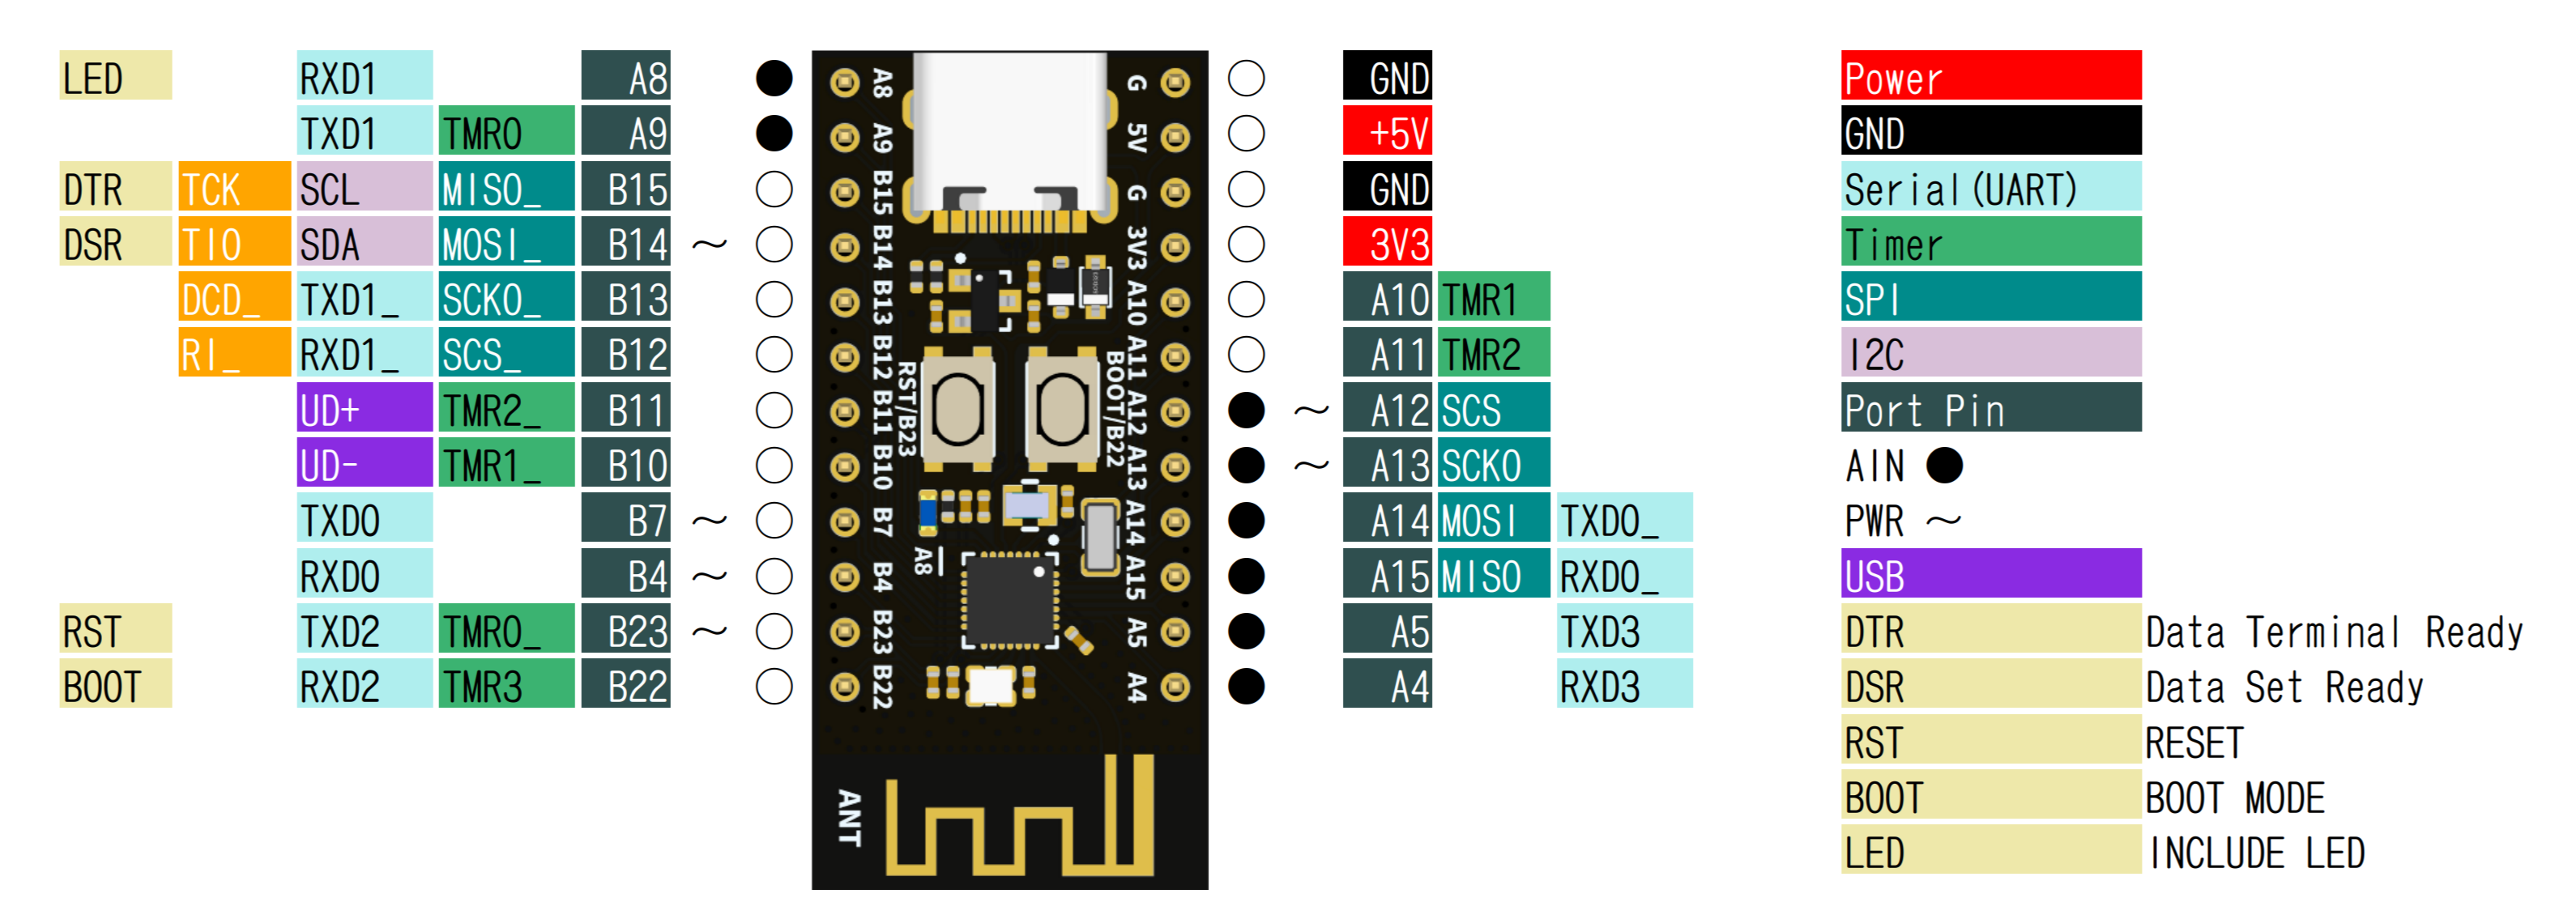 LED RXD1 A8 A8 G GND Power
TXD1 TMR0 A9 A9 5V +5V GND
DTR TCK SCL MISO_ B15 B15 G GND Serial(UART)
DSR TIO SDA MOSI_ B14 ~ B14 3V3 3V3 Timer
DCD_ TXD1_ SCK0_ B13 B13 A10 A10 TMR1 SPI
RI_ RXD1_ SCS_ B12 B12 A11 A11 TMR2 I2C
UD+ TMR2_ B11 B11 RST/B23 BOOT/B22 A12 ~ A12 SCS Port Pin
UD- TMR1_ B10 B10 A13 ~ A13 SCK0 AIN ●
TXD0 B7 ~ B7 A14 A14 MOSI TXD0_ PWR ~
RXD0 B4 ~ B4 A8 A15 A15 MISO RXD0_ USB
RST TXD2 TMR0_ B23 ~ B23 A5 A5 TXD3 DTR Data Terminal Ready
BOOT RXD2 TMR3 B22 B22 A4 A4 RXD3 DSR Data Set Ready
RST RESET
ANT BOOT BOOT MODE
LED INCLUDE LED